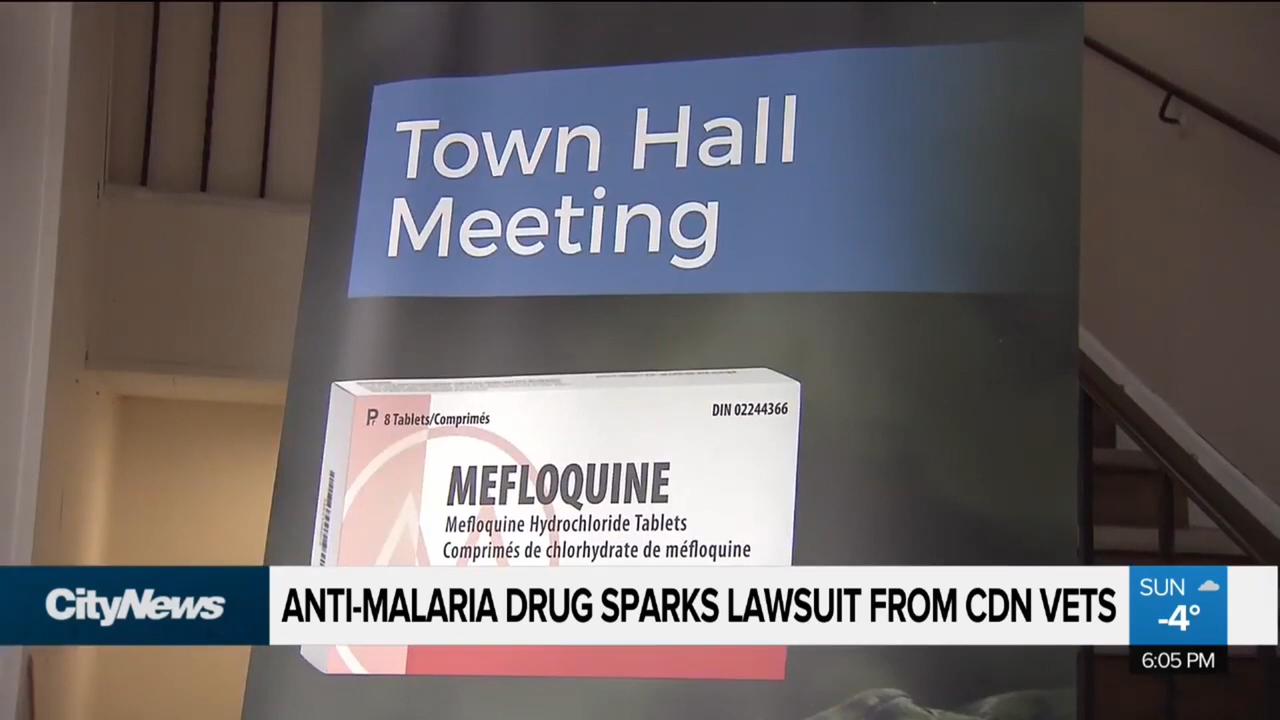 Town Hall
Meeting
Pr 8 Tablets/Comprimés
DIN 02244366
MEFLOQUINE
Mefloquine Hydrochloride Tablets
Comprimés de chlorhydrate de méfloquine
CityNews
ANTI-MALARIA DRUG SPARKS LAWSUIT FROM CDN VETS
SUN
-4°
6:05 PM